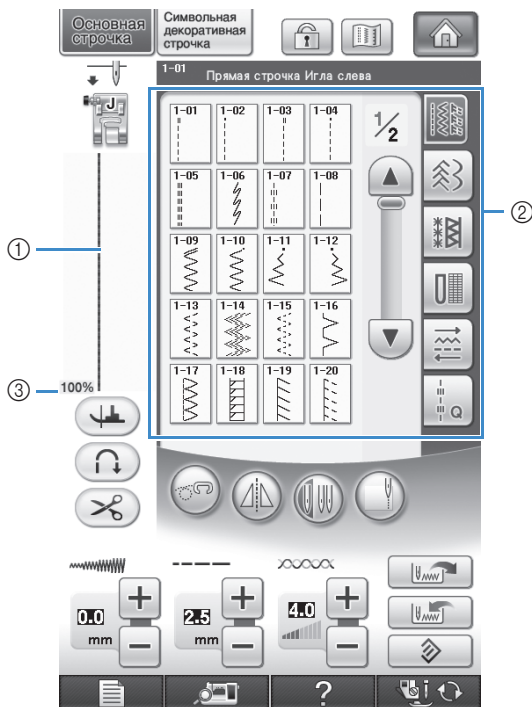 Основная
строчка
Символьная
декоративная
строчка
1-01
Прямая строчка Игла слева
J
1-01 1-02 1-03 1-04
1/2
1-05 1-06 1-07 1-08
②
①
1-09 1-10 1-11 1-12
1-13 1-14 1-15 1-16
③ 100%
1-17 1-18 1-19 1-20
Q
0.0 2.5 4.0
mm mm
?